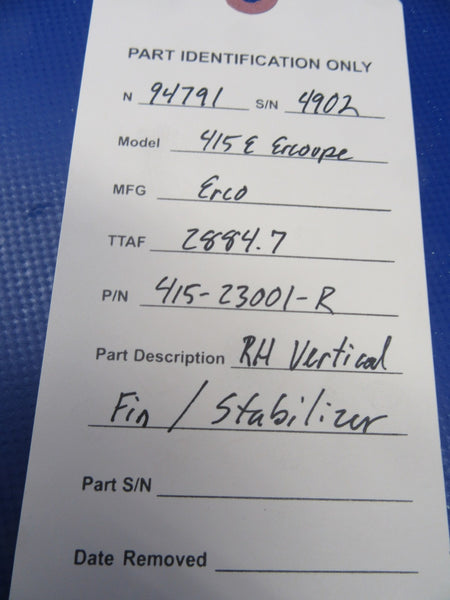 PART IDENTIFICATION ONLY
N 94791 S/N 4902
Model 415 E Ercoupe
MFG Erco
TTAF 2884.7
P/N 415-23001-R
Part Description RH Vertical
Fin / Stabilizer
Part S/N
Date Removed